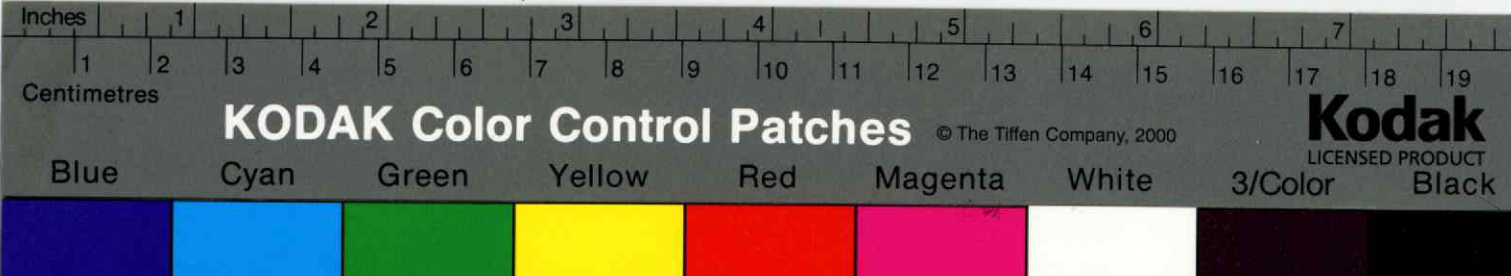 Inches 1 2 3 4 5 6 7
1 2 3 4 5 6 7 8 9 10 11 12 13 14 15 16 17 18 19
Centimetres
KODAK Color Control Patches © The Tiffen Company, 2000 Kodak
LICENSED PRODUCT
Blue Cyan Green Yellow Red Magenta White 3/Color Black